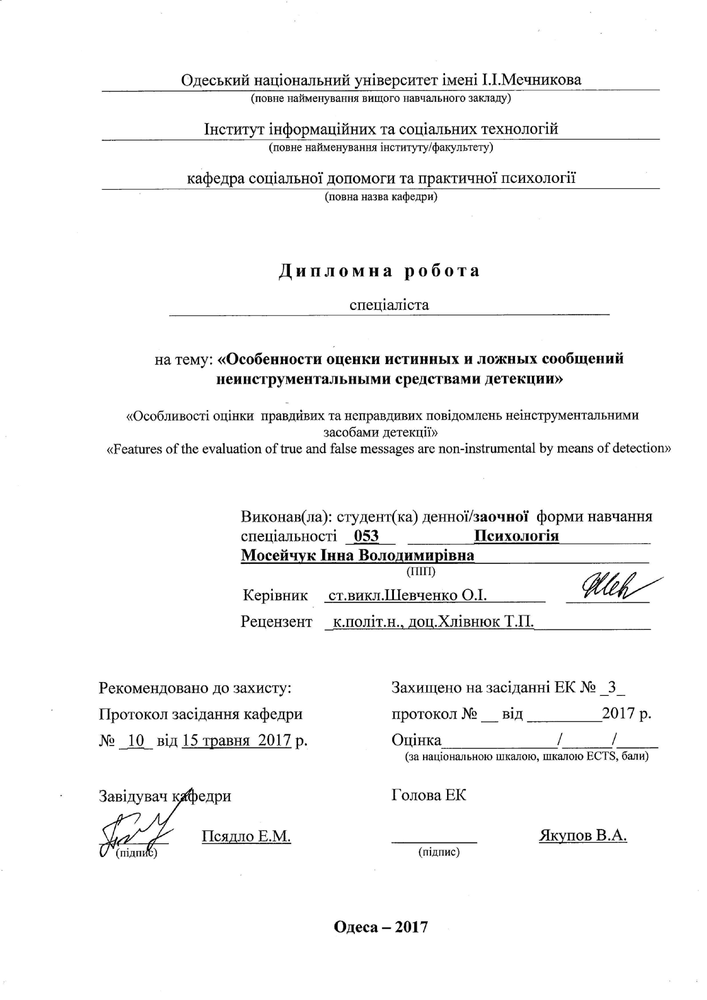 Одеський національний університет імені І.І.Мечникова
(повне найменування вищого навчального закладу)
Інститут інформаційних та соціальних технологій
(повне найменування інституту/факультету)
кафедра соціальної допомоги та практичної психології
(повна назва кафедри)
Дипломна робота
спеціаліста
на тему: «Особенности оценки истинных и ложных сообщений
неинструментальными средствами детекции»
«Особливості оцінки правдивих та неправдивих повідомлень неінструментальними
засобами детекції»
«Features of the evaluation of true and false messages are non-instrumental by means of detection»
Виконав(ла): студент(ка) денної/заочної форми навчання
спеціальності 053 Психологія
Мосейчук Інна Володимирівна
(ПІП)
Керівник ст.викл.Шевченко О.І.
Рецензент к.політ.н., доц.Хлівнюк Т.П.
Рекомендовано до захисту:
Протокол засідання кафедри
№ _10_ від 15 травня 2017 р.
Завідувач кафедри
Псядло Е.М.
(підпис)
Захищено на засіданні ЕК № _3_
протокол № __ від _________2017 р.
Оцінка______________/______/_____
(за національною шкалою, шкалою ECTS, бали)
Голова ЕК
Якупов В.А.
(підпис)
Одеса – 2017